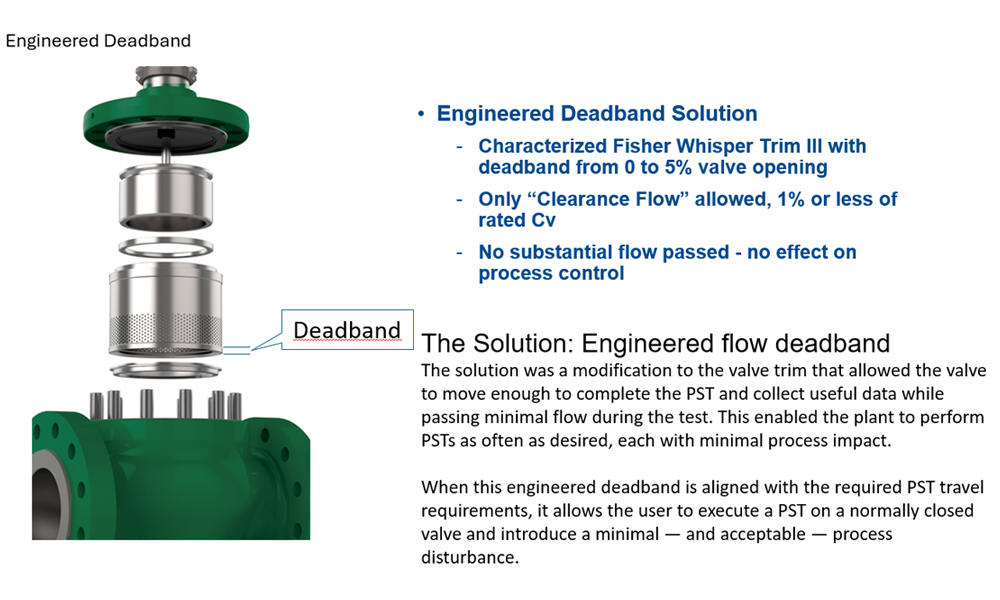 Engineered Deadband
• Engineered Deadband Solution
- Characterized Fisher Whisper Trim III with
deadband from 0 to 5% valve opening
- Only “Clearance Flow” allowed, 1% or less of
rated Cv
- No substantial flow passed - no effect on
process control
Deadband
The Solution: Engineered flow deadband
The solution was a modification to the valve trim that allowed the valve
to move enough to complete the PST and collect useful data while
passing minimal flow during the test. This enabled the plant to perform
PSTs as often as desired, each with minimal process impact.
When this engineered deadband is aligned with the required PST travel
requirements, it allows the user to execute a PST on a normally closed
valve and introduce a minimal — and acceptable — process
disturbance.